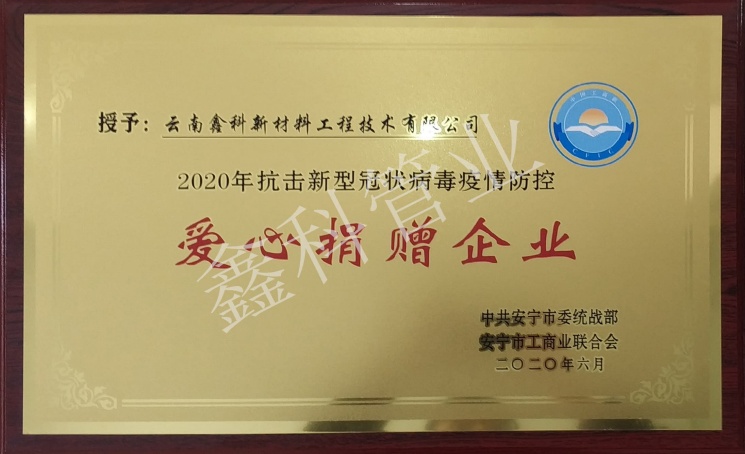 授予：云南鑫科新材料工程技术有限公司
2020年抗击新型冠状病毒疫情防控
爱心捐赠企业
鑫科管业
中共安宁市委统战部
安宁市工商业联合会
二〇二〇年六月